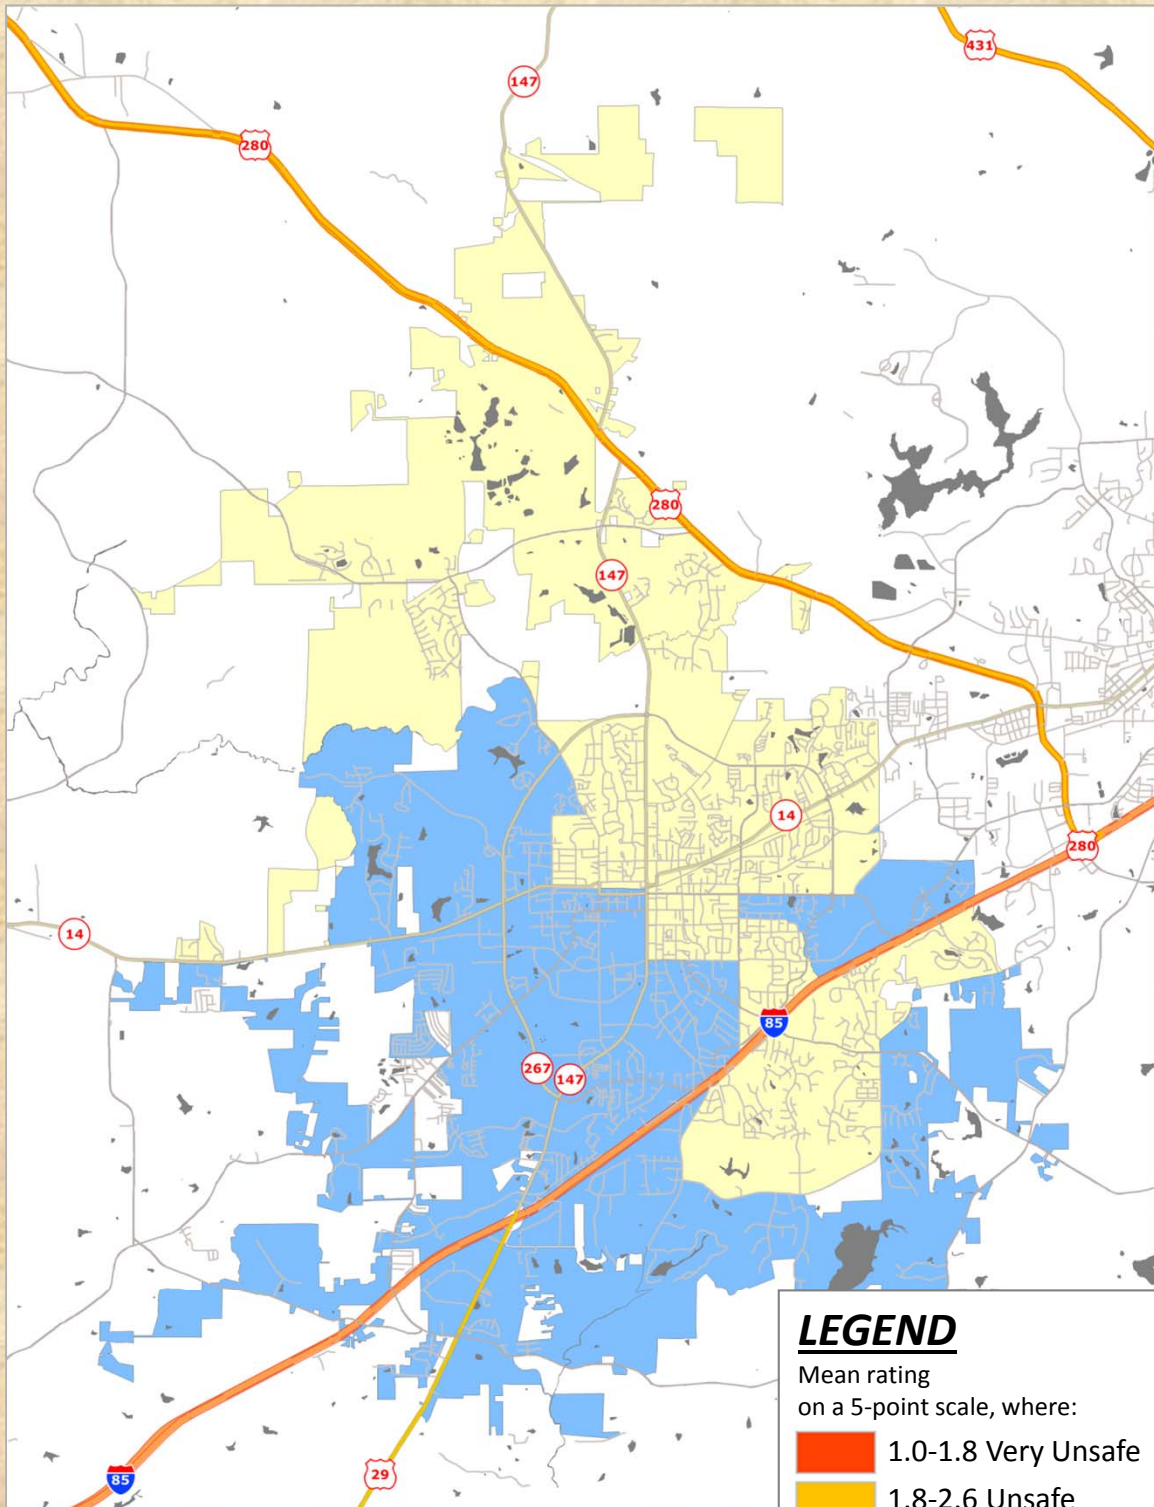 431
147
280
280
147
14
280
14
85
267
147
LEGEND
Mean rating
on a 5-point scale, where:
1.0-1.8 Very Unsafe
1.8-2.6 Unsafe
29
85